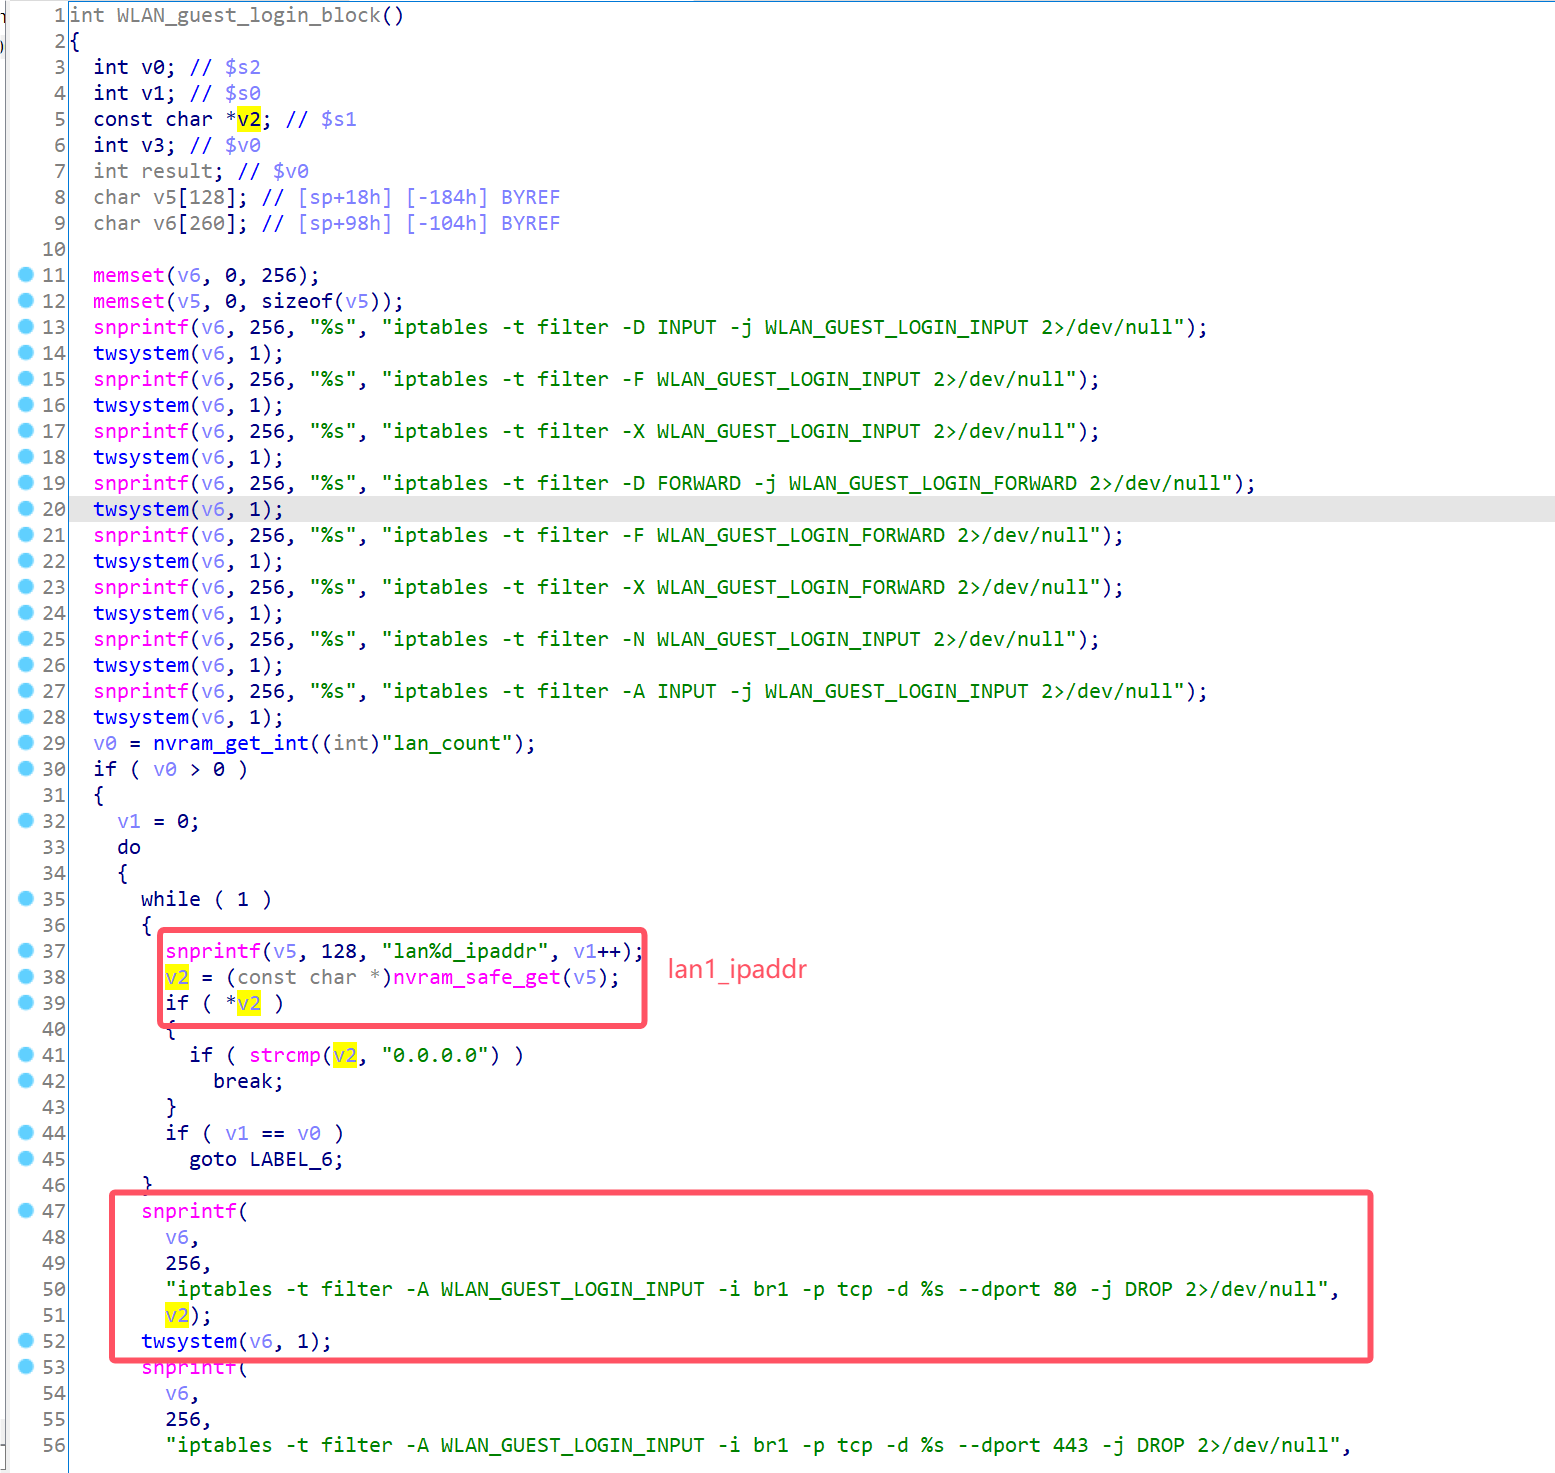 1 int WLAN_guest_login_block()
2 {
3   int v0; // $s2
4   int v1; // $s0
5   const char *v2; // $s1
6   int v3; // $v0
7   int result; // $v0
8   char v5[128]; // [sp+18h] [-184h] BYREF
9   char v6[260]; // [sp+98h] [-104h] BYREF
10
11   memset(v6, 0, 256);
12   memset(v5, 0, sizeof(v5));
13   snprintf(v6, 256, "%s", "iptables -t filter -D INPUT -j WLAN_GUEST_LOGIN_INPUT 2>/dev/null");
14   twsystem(v6, 1);
15   snprintf(v6, 256, "%s", "iptables -t filter -F WLAN_GUEST_LOGIN_INPUT 2>/dev/null");
16   twsystem(v6, 1);
17   snprintf(v6, 256, "%s", "iptables -t filter -X WLAN_GUEST_LOGIN_INPUT 2>/dev/null");
18   twsystem(v6, 1);
19   snprintf(v6, 256, "%s", "iptables -t filter -D FORWARD -j WLAN_GUEST_LOGIN_FORWARD 2>/dev/null");
20   twsystem(v6, 1);
21   snprintf(v6, 256, "%s", "iptables -t filter -F WLAN_GUEST_LOGIN_FORWARD 2>/dev/null");
22   twsystem(v6, 1);
23   snprintf(v6, 256, "%s", "iptables -t filter -X WLAN_GUEST_LOGIN_FORWARD 2>/dev/null");
24   twsystem(v6, 1);
25   snprintf(v6, 256, "%s", "iptables -t filter -N WLAN_GUEST_LOGIN_INPUT 2>/dev/null");
26   twsystem(v6, 1);
27   snprintf(v6, 256, "%s", "iptables -t filter -A INPUT -j WLAN_GUEST_LOGIN_INPUT 2>/dev/null");
28   twsystem(v6, 1);
29   v0 = nvram_get_int((int)"lan_count");
30   if ( v0 > 0 )
31   {
32     v1 = 0;
33     do
34     {
35       while ( 1 )
36       {
37         snprintf(v5, 128, "lan%d_ipaddr", v1++);
38         v2 = (const char *)nvram_safe_get(v5); lan1_ipaddr
39         if ( *v2 )
40         {
41           if ( strcmp(v2, "0.0.0.0") )
42             break;
43         }
44         if ( v1 == v0 )
45           goto LABEL_6;
46       }
47       snprintf(
48         v6,
49         256,
50         "iptables -t filter -A WLAN_GUEST_LOGIN_INPUT -i br1 -p tcp -d %s --dport 80 -j DROP 2>/dev/null",
51         v2);
52       twsystem(v6, 1);
53       snprintf(
54         v6,
55         256,
56         "iptables -t filter -A WLAN_GUEST_LOGIN_INPUT -i br1 -p tcp -d %s --dport 443 -j DROP 2>/dev/null",